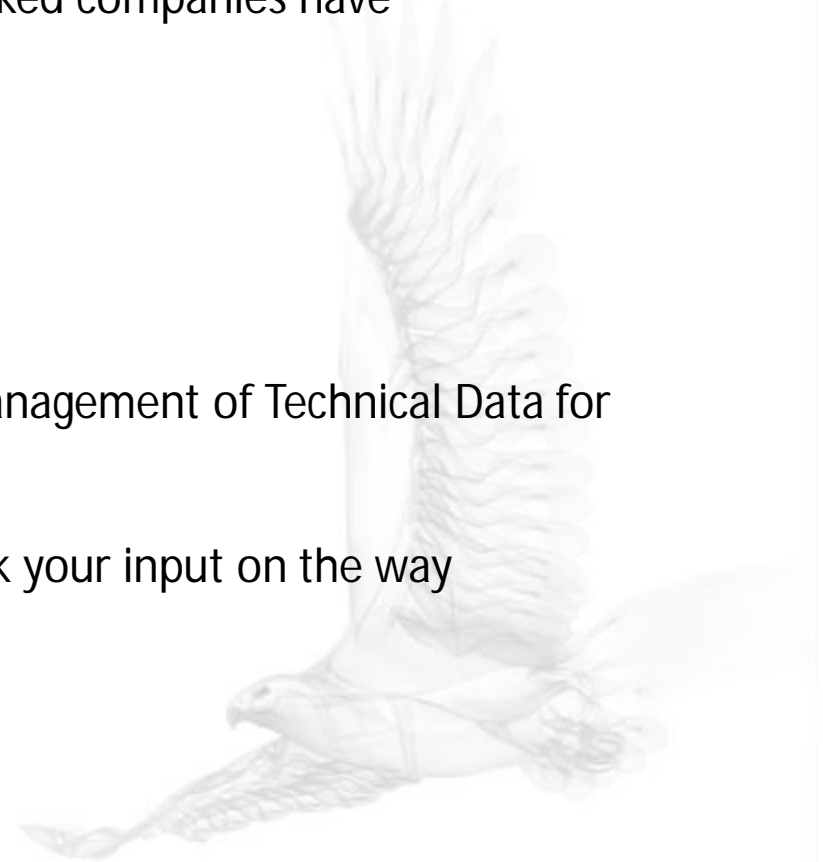 ked companies have
nagement of Technical Data for
k your input on the way